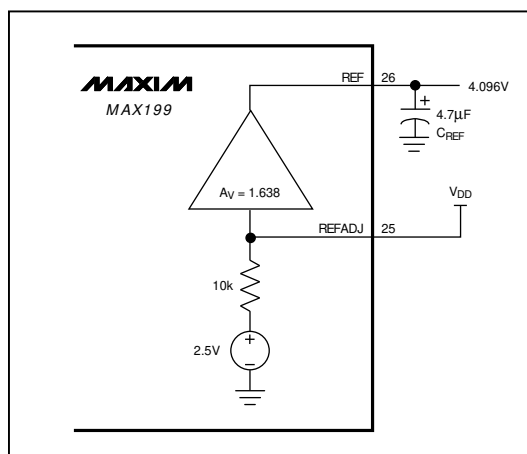 MAXIM
MAX199
REF 26
4.096V
+
4.7µF
CREF
AV = 1.638
VDD
REFADJ 25
10k
+
2.5V
−